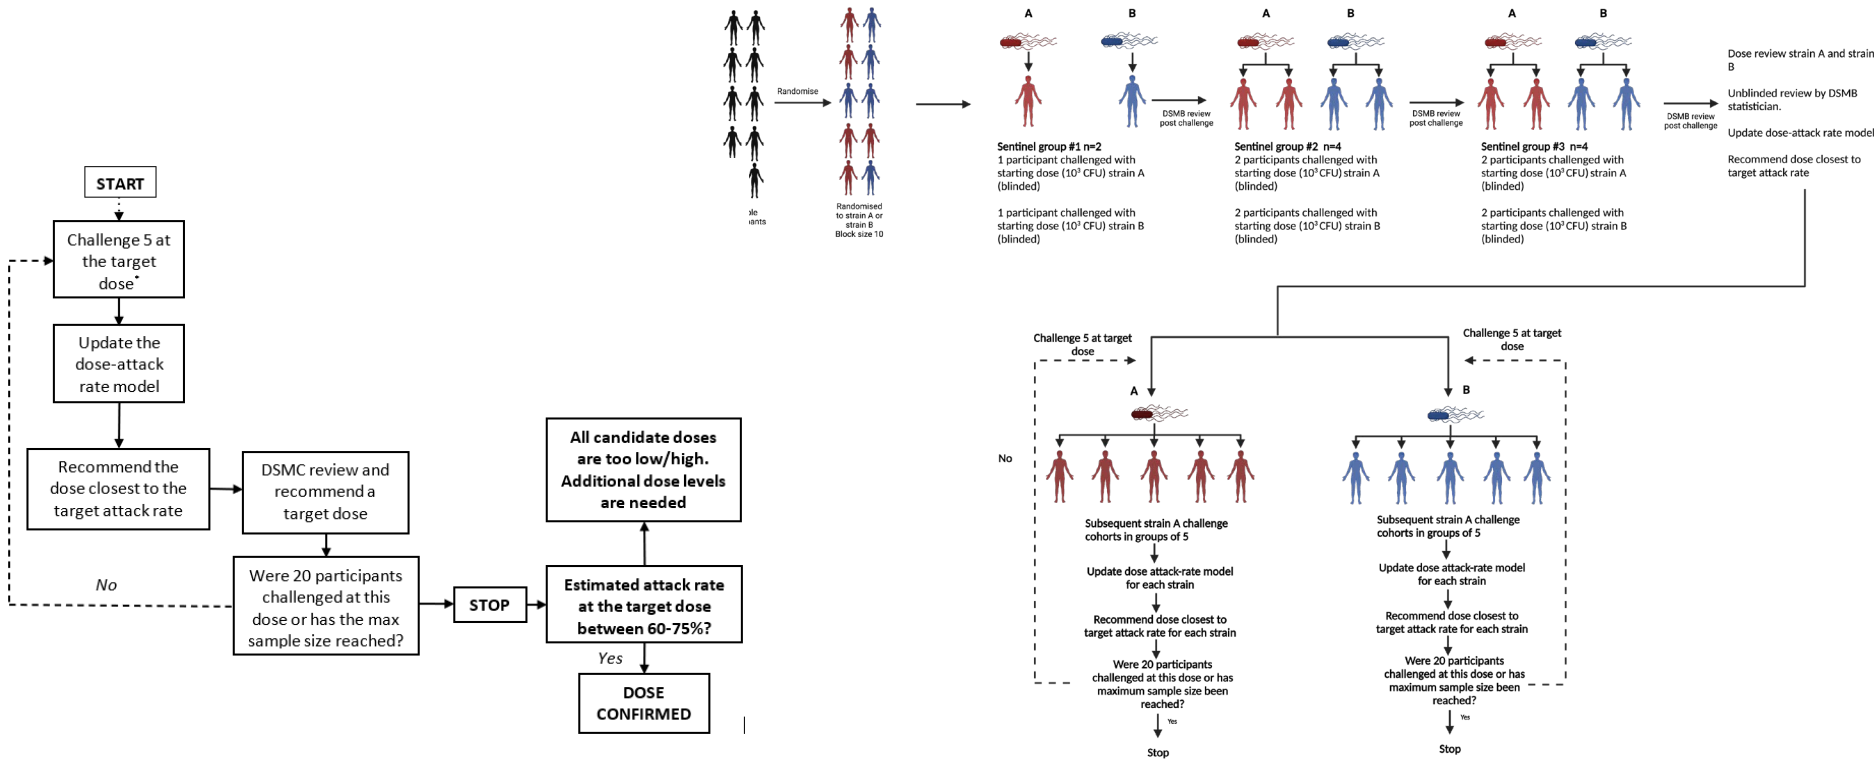 START
Challenge 5 at
the target
dose*
Update the
dose-attack
rate model
Recommend the
dose closest to the
target attack rate
DSMC review and
recommend a
target dose
Were 20 participants
challenged at this
dose or has the max
sample size reached?
No
STOP
All candidate doses
are too low/high.
Additional dose levels
are needed
Estimated attack rate
at the target dose
between 60-75%?
Yes
DOSE
CONFIRMED
Randomise
Randomised
to strain A or
strain B
Block size 10
A
B
Sentinel group #1 n=2
1 participant challenged with
starting dose (10³ CFU) strain A
(blinded)
1 participant challenged with
starting dose (10³ CFU) strain B
(blinded)
DSMB review
post challenge
A
B
Sentinel group #2 n=4
2 participants challenged with
starting dose (10³ CFU) strain A
(blinded)
2 participants challenged with
starting dose (10³ CFU) strain B
(blinded)
DSMB review
post challenge
A
B
Sentinel group #3 n=4
2 participants challenged with
starting dose (10³ CFU) strain A
(blinded)
2 participants challenged with
starting dose (10³ CFU) strain B
(blinded)
DSMB review
post challenge
Dose review strain A and strain
B
Unblinded review by DSMB
statistician.
Update dose-attack rate model
Recommend dose closest to
target attack rate
Challenge 5 at target
dose
No
A
Subsequent strain A challenge
cohorts in groups of 5
Update dose attack-rate model
for each strain
Recommend dose closest to
target attack rate for each strain
Were 20 participants
challenged at this dose or has
maximum sample size been
reached?
Yes
Stop
Challenge 5 at target
dose
B
Subsequent strain A challenge
cohorts in groups of 5
Update dose attack-rate model
for each strain
Recommend dose closest to
target attack rate for each strain
Were 20 participants
challenged at this dose or has
maximum sample size been
reached?
Yes
Stop